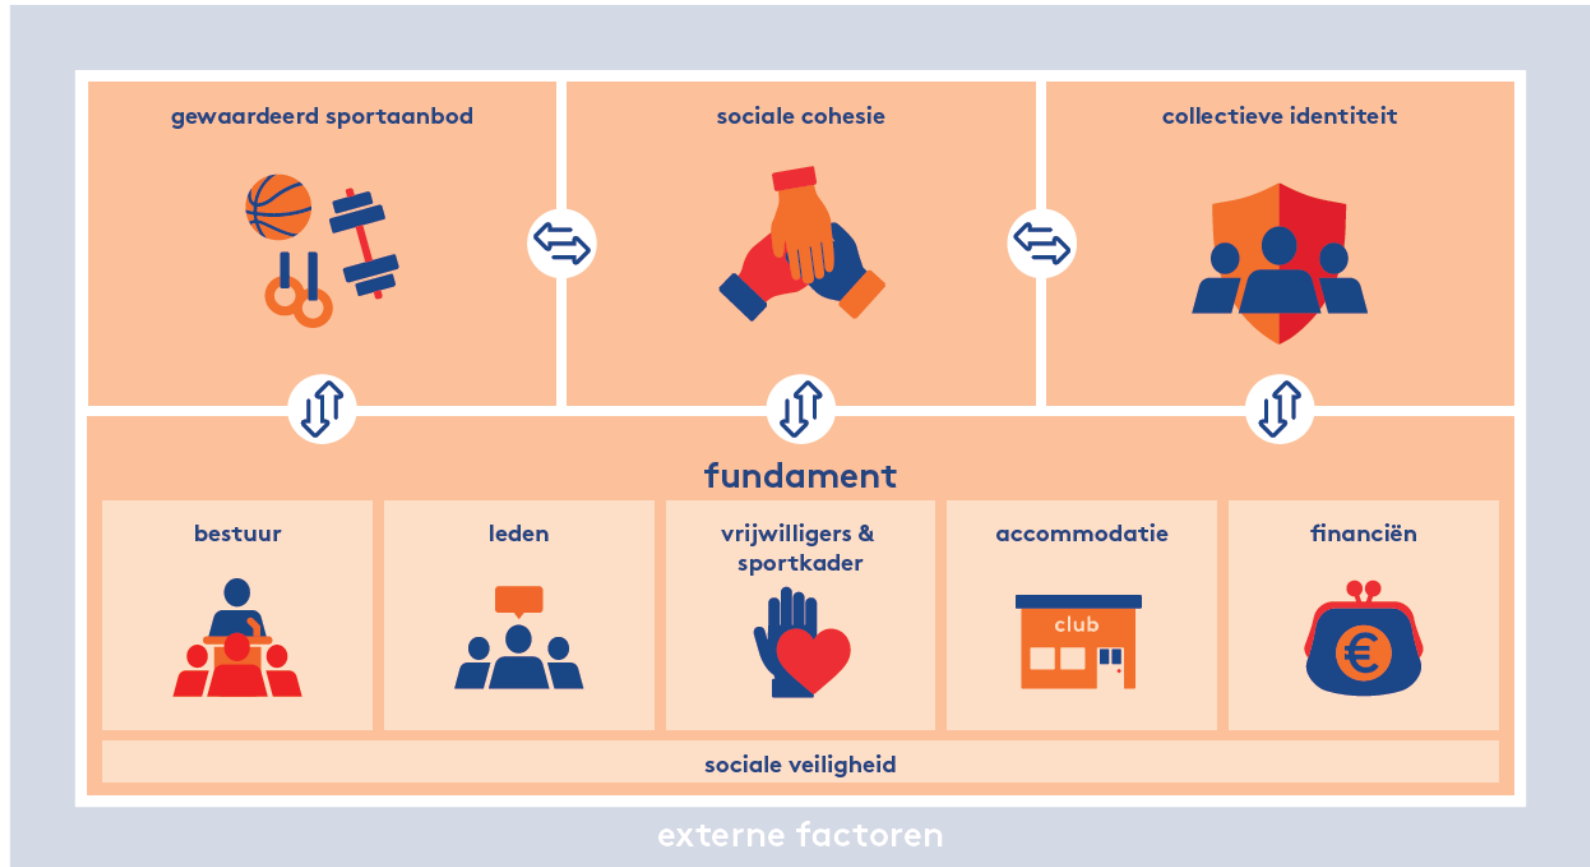 gewaardeerd sportaanbod
sociale cohesie
collectieve identiteit
fundament
bestuur
leden
vrijwilligers &
sportkader
accommodatie
club
financiën
€
sociale veiligheid
externe factoren